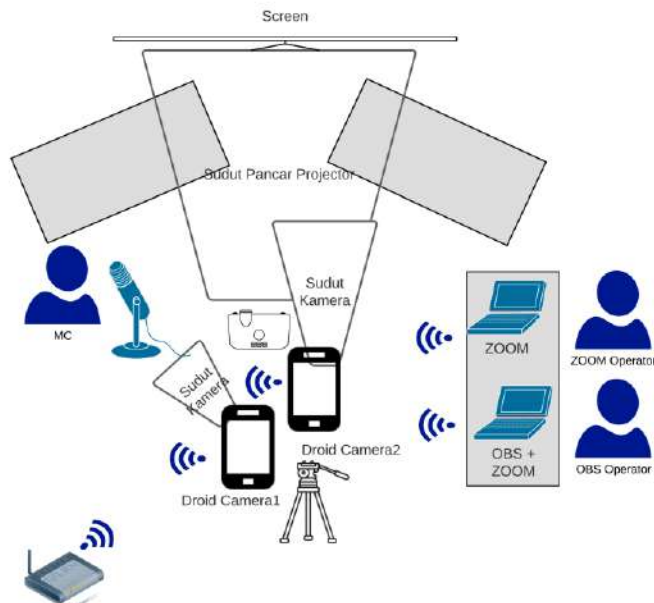 Screen
Sudut Pancar Projector
Sudut
Kamera
MC
Sudut
Kamera
ZOOM
ZOOM Operator
OBS +
ZOOM
OBS Operator
Droid Camera2
Droid Camera1